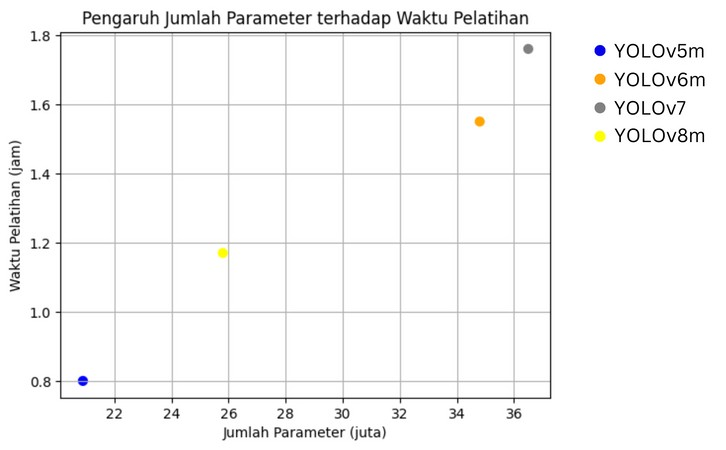 Pengaruh Jumlah Parameter terhadap Waktu Pelatihan
YOLOv5m
YOLOv6m
YOLOv7
YOLOv8m
Waktu Pelatihan (jam)
1.8
1.6
1.4
1.2
1.0
0.8
22 24 26 28 30 32 34 36
Jumlah Parameter (juta)